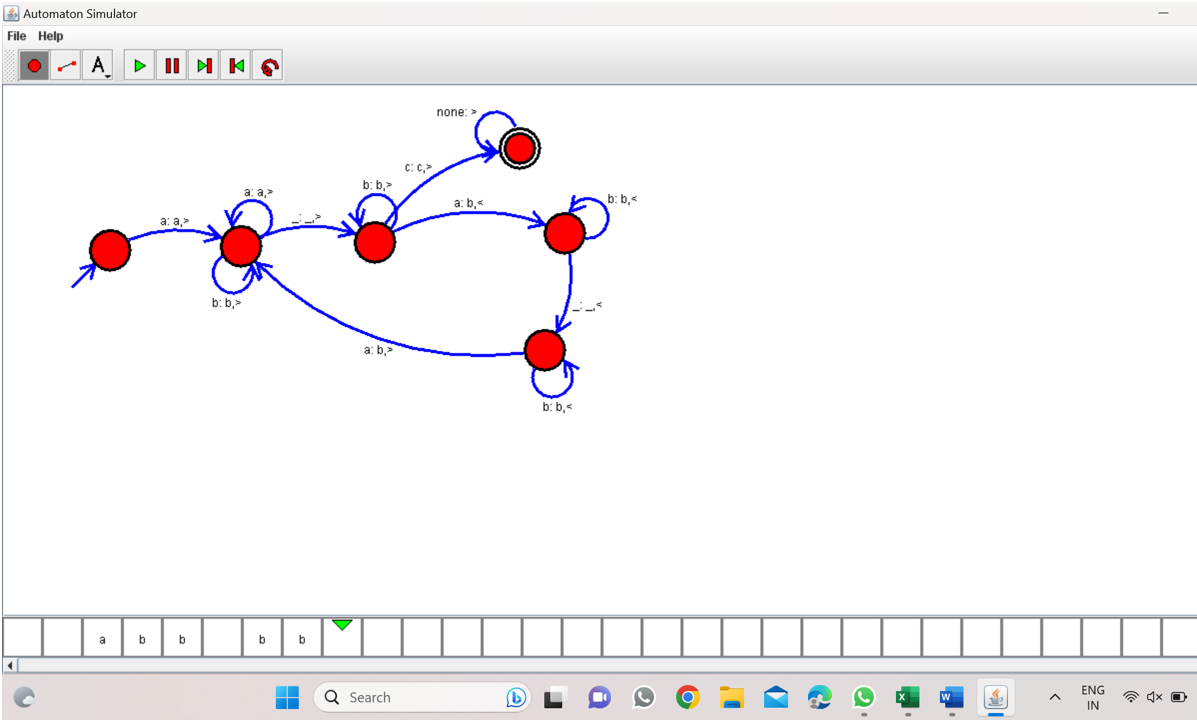 Automaton Simulator
File Help
A
none: >
c: c,>
b: b,>
a: a,>
a: b,<
b: b,<
_: _,>
a: a,>
b: b,>
_: _,<
a: b,>
b: b,<
a b b b b
Search
ENG
IN